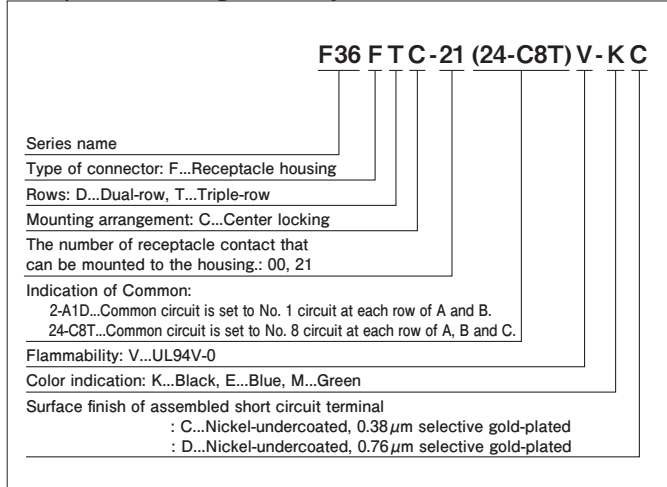 F36 F T C - 21 (24-C8T) V - K C
Series name
Type of connector: F...Receptacle housing
Rows: D...Dual-row, T...Triple-row
Mounting arrangement: C...Center locking
The number of receptacle contact that
can be mounted to the housing.: 00, 21
Indication of Common:
2-A1D...Common circuit is set to No. 1 circuit at each row of A and B.
24-C8T...Common circuit is set to No. 8 circuit at each row of A, B and C.
Flammability: V...UL94V-0
Color indication: K...Black, E...Blue, M...Green
Surface finish of assembled short circuit terminal
: C...Nickel-undercoated, 0.38μm selective gold-plated
: D...Nickel-undercoated, 0.76μm selective gold-plated